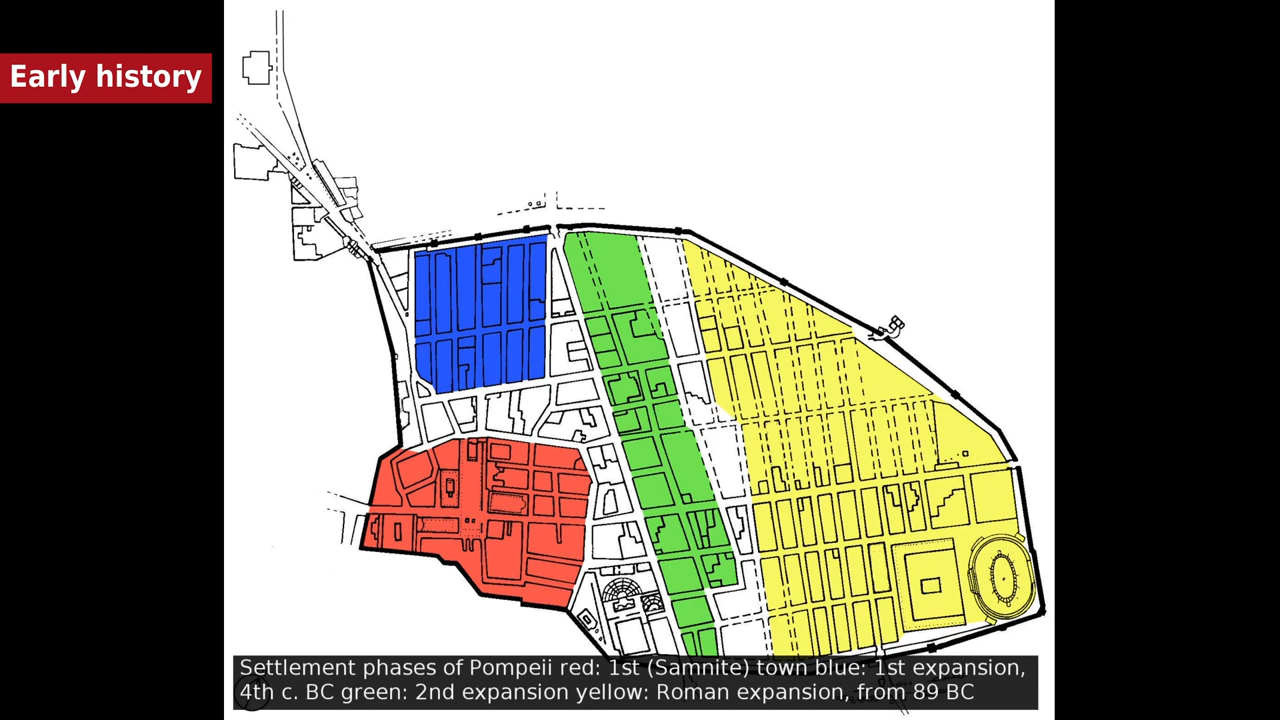 Early history
Settlement phases of Pompeii red: 1st (Samnite) town blue: 1st expansion,
4th c. BC green: 2nd expansion yellow: Roman expansion, from 89 BC